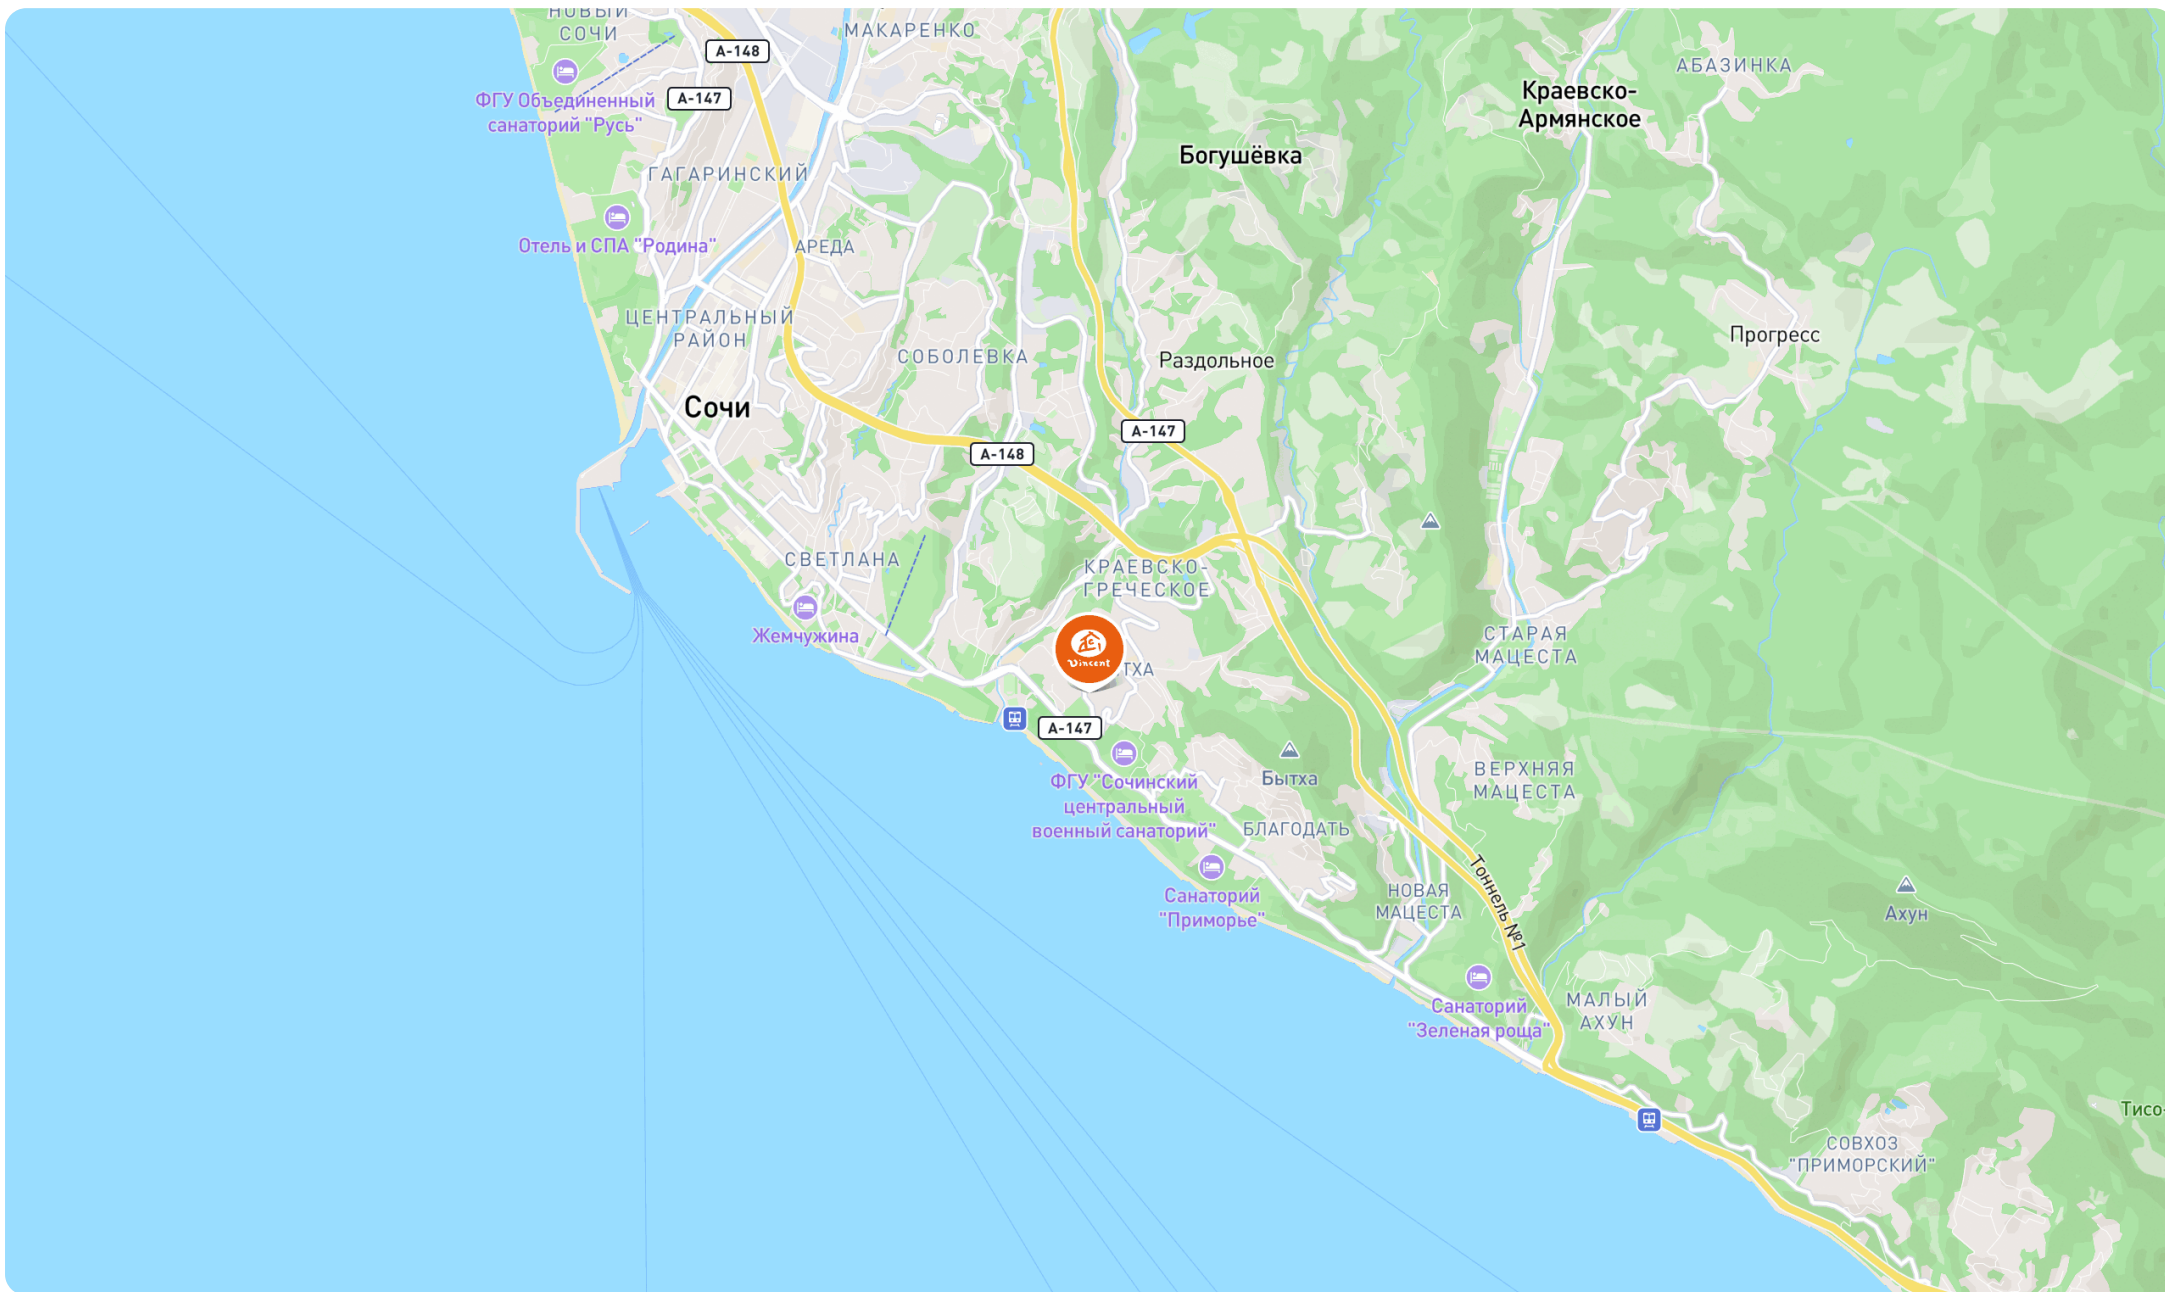 НОВЫЙ
СОЧИ
МАКАРЕНКО
А-148
АБАЗИНКА
ФГУ Объединенный
санаторий "Русь"
А-147
Краевско-
Армянское
Богушёвка
ГАГАРИНСКИЙ
Отель и СПА "Родина"
АРЕДА
ЦЕНТРАЛЬНЫЙ
РАЙОН
СОБОЛЕВКА
Раздольное
Прогресс
Сочи
А-147
А-148
СВЕТЛАНА
КРАЕВСКО-
ГРЕЧЕСКОЕ
Жемчужина
Vincent
ТХА
СТАРАЯ
МАЦЕСТА
А-147
ФГУ "Сочинский
центральный
военный санаторий"
Бытха
ВЕРХНЯЯ
МАЦЕСТА
БЛАГОДАТЬ
Тоннель №1
Санаторий
"Приморье"
НОВАЯ
МАЦЕСТА
Ахун
Санаторий
"Зеленая роща"
МАЛЫЙ
АХУН
Тисо-
СОВХОЗ
"ПРИМОРСКИЙ"